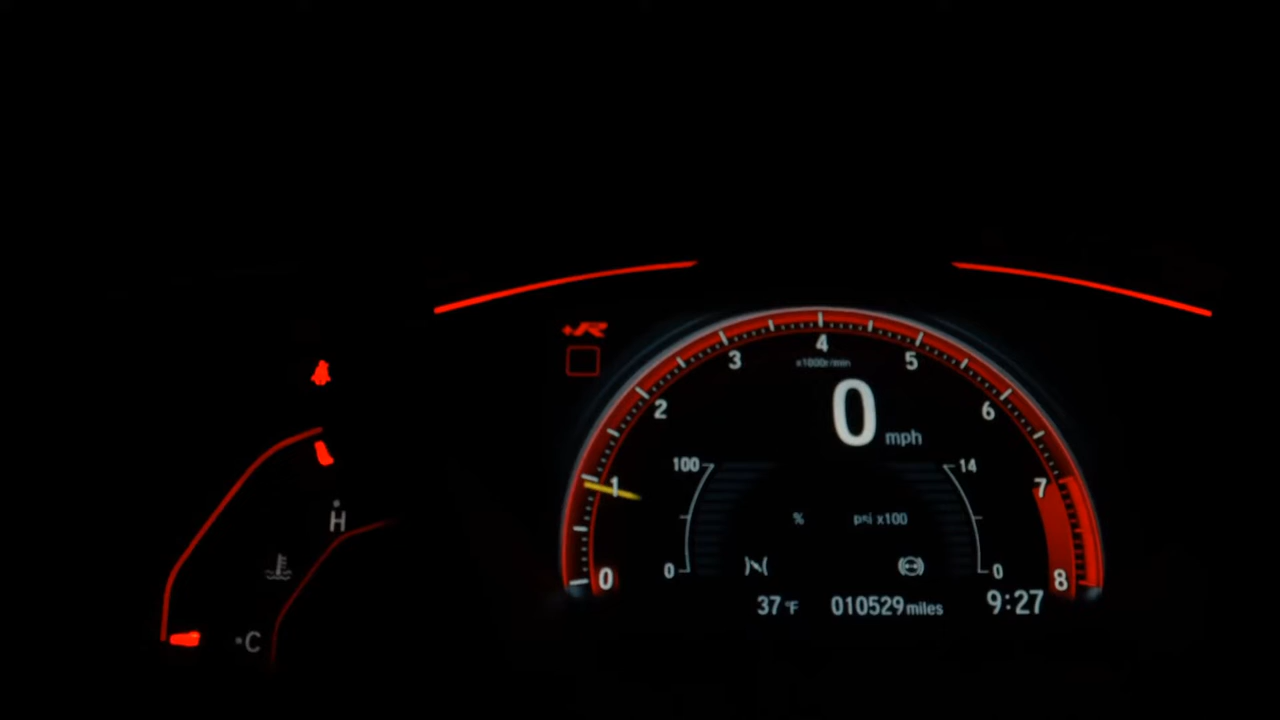 +R
4
3 5
x1000r/min
2 6
0 mph
100 14
1 7
H
% psi x100
0 0
0 8
37 °F 010529 miles 9:27
C